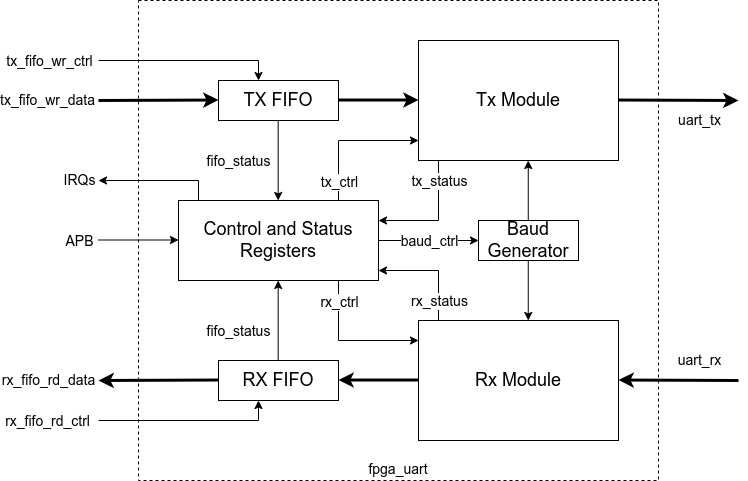 tx_fifo_wr_ctrl
tx_fifo_wr_data
TX FIFO
Tx Module
uart_tx
fifo_status
tx_ctrl
tx_status
IRQs
APB
Control and Status
Registers
baud_ctrl
Baud
Generator
rx_ctrl
rx_status
fifo_status
rx_fifo_rd_data
RX FIFO
Rx Module
uart_rx
rx_fifo_rd_ctrl
fpga_uart